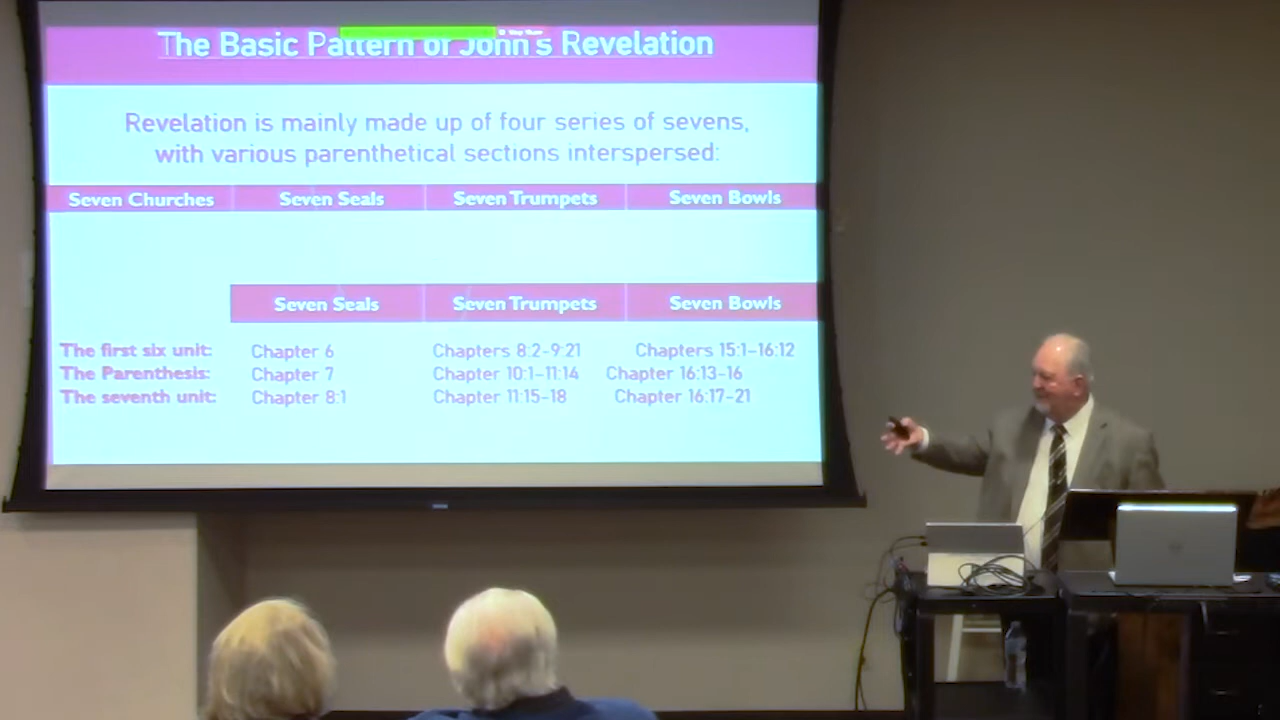 The Basic Pattern of John's Revelation
Revelation is mainly made up of four series of sevens,
with various parenthetical sections interspersed:
Seven Churches Seven Seals Seven Trumpets Seven Bowls
Seven Seals Seven Trumpets Seven Bowls
The first six unit: Chapter 6 Chapters 8:2-9:21 Chapters 15:1-16:12
The Parenthesis: Chapter 7 Chapter 10:1-11:14 Chapter 16:13-16
The seventh unit: Chapter 8:1 Chapter 11:15-18 Chapter 16:17-21